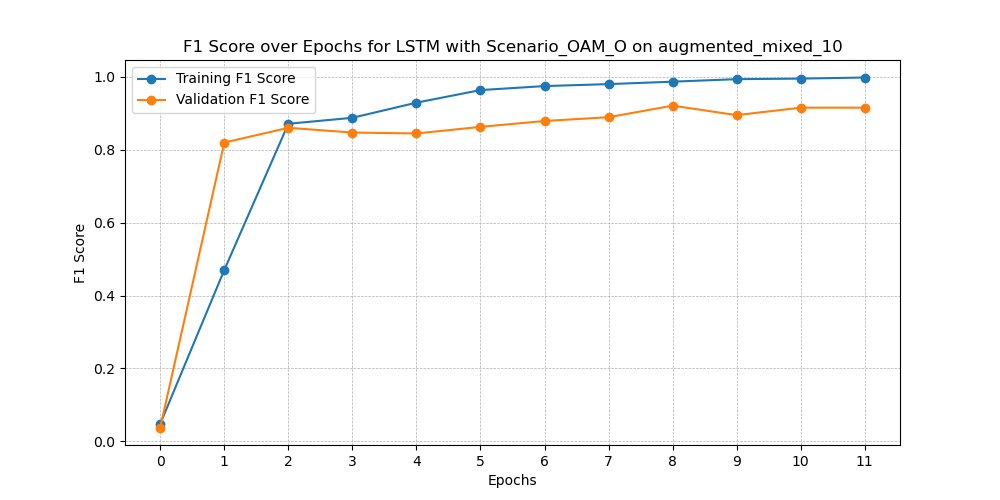 F1 Score over Epochs for LSTM with Scenario_OAM_O on augmented_mixed_10
Training F1 Score
Validation F1 Score
F1 Score
1.0
0.8
0.6
0.4
0.2
0.0
0 1 2 3 4 5 6 7 8 9 10 11
Epochs